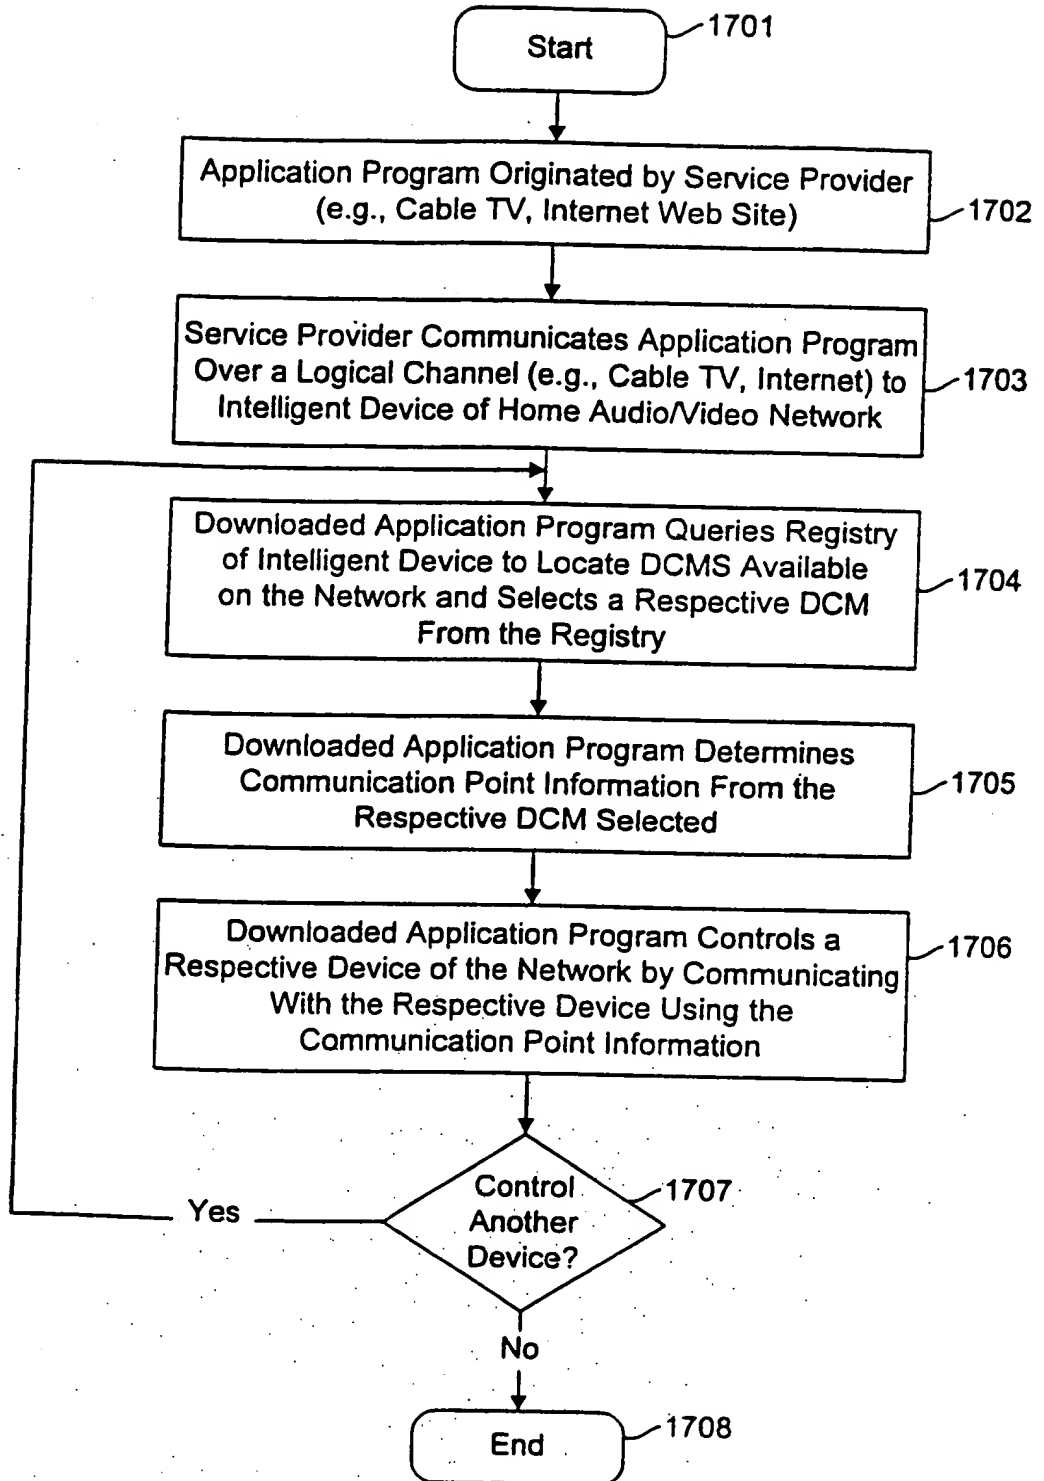 Start
1701
Application Program Originated by Service Provider
(e.g., Cable TV, Internet Web Site)
1702
Service Provider Communicates Application Program
Over a Logical Channel (e.g., Cable TV, Internet) to
Intelligent Device of Home Audio/Video Network
1703
Downloaded Application Program Queries Registry
of Intelligent Device to Locate DCMS Available
on the Network and Selects a Respective DCM
From the Registry
1704
Downloaded Application Program Determines
Communication Point Information From the
Respective DCM Selected
1705
Downloaded Application Program Controls a
Respective Device of the Network by Communicating
With the Respective Device Using the
Communication Point Information
1706
Control
Another
Device?
1707
Yes
No
End
1708